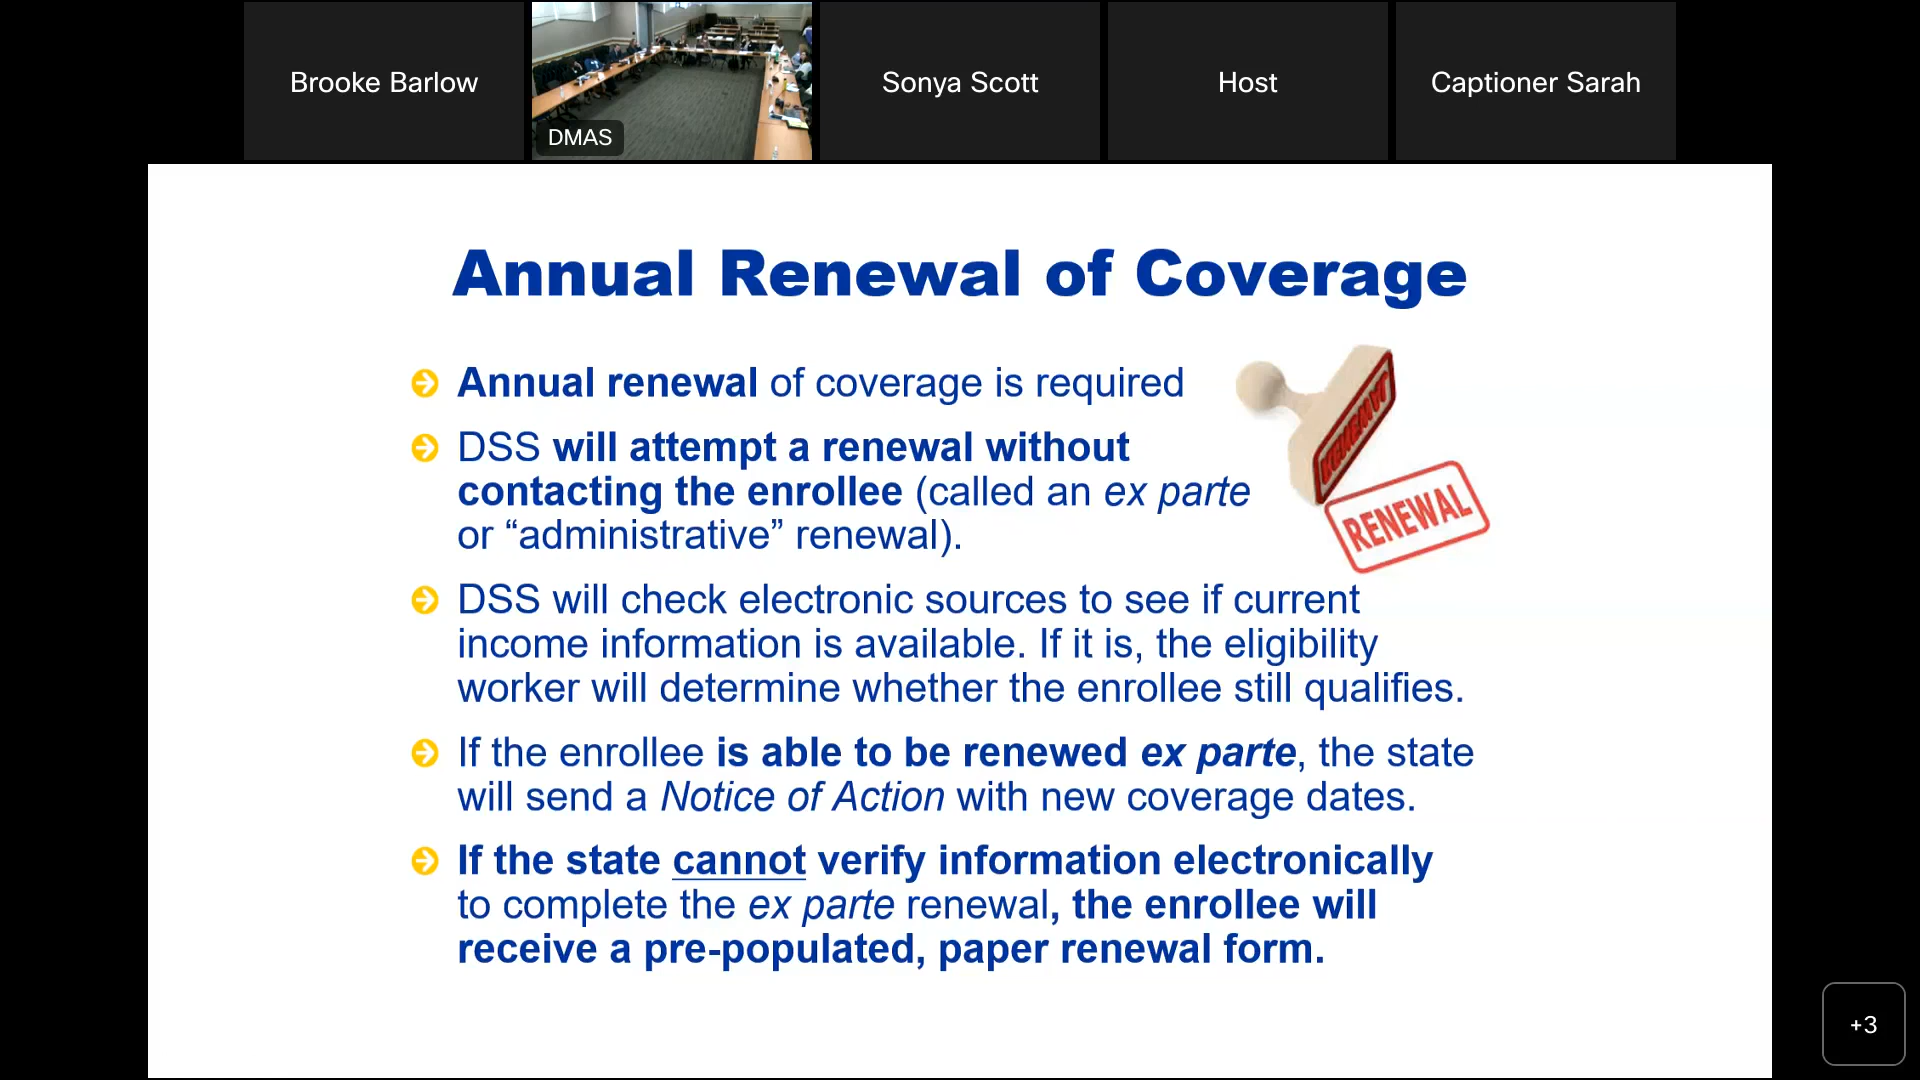 Brooke Barlow
DMAS
Sonya Scott
Host
Captioner Sarah
Annual Renewal of Coverage
Annual renewal of coverage is required
DSS will attempt a renewal without
contacting the enrollee (called an ex parte
or “administrative” renewal).
RENEWAL
RENEWAL
DSS will check electronic sources to see if current
income information is available. If it is, the eligibility
worker will determine whether the enrollee still qualifies.
If the enrollee is able to be renewed ex parte, the state
will send a Notice of Action with new coverage dates.
If the state cannot verify information electronically
to complete the ex parte renewal, the enrollee will
receive a pre-populated, paper renewal form.
+3